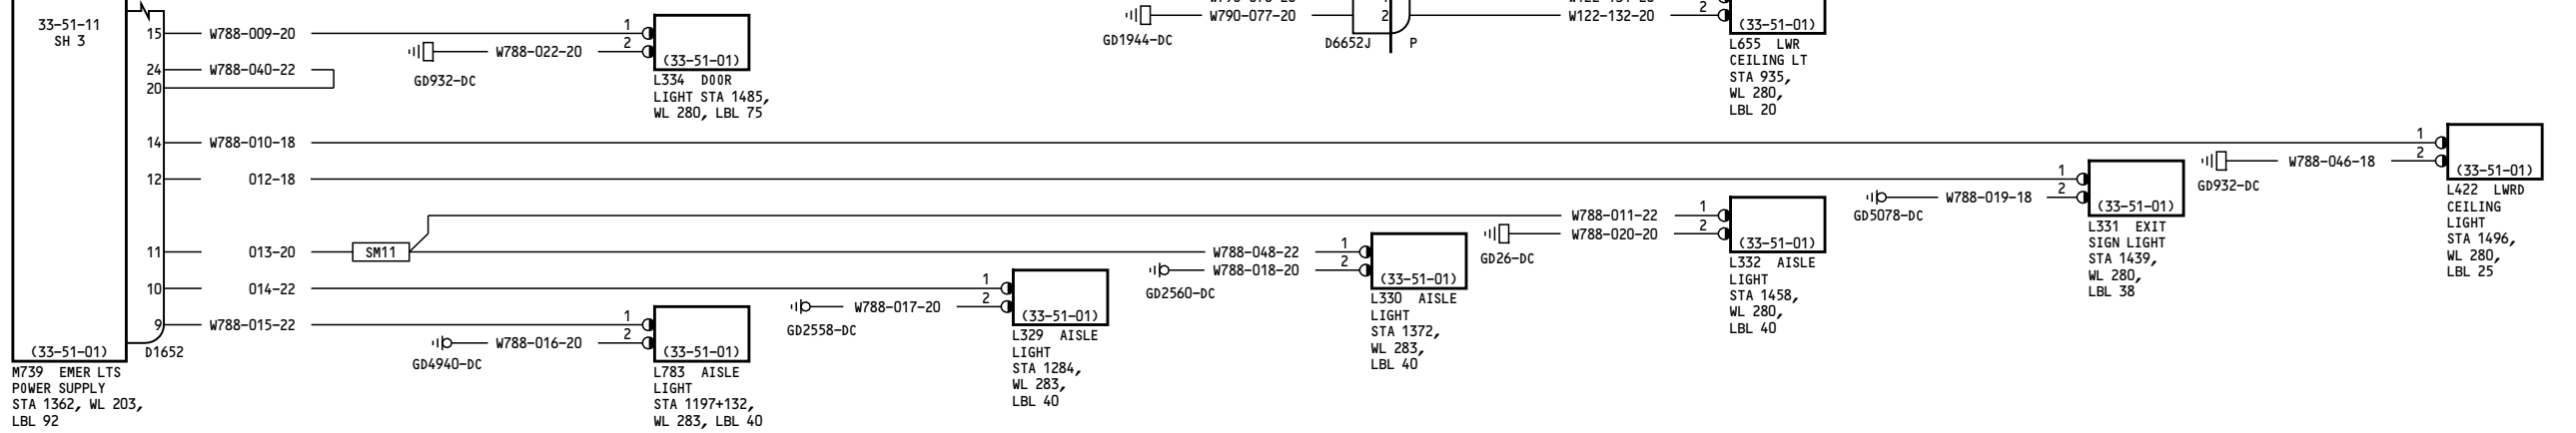 33-51-11
SH 3
15
W788-009-20
1
2
GD932-DC
W788-022-20
(33-51-01)
L334 DOOR
LIGHT STA 1485,
WL 280, LBL 75
24
W788-040-22
20
GD1944-DC
W790-077-20
2
D6652J
P
W122-132-20
2
(33-51-01)
L655 LWR
CEILING LT
STA 935,
WL 280,
LBL 20
14
W788-010-18
1
2
GD932-DC
W788-046-18
(33-51-01)
L422 LWRD
CEILING
LIGHT
STA 1496,
WL 280,
LBL 25
12
012-18
1
2
GD5078-DC
W788-019-18
(33-51-01)
L331 EXIT
SIGN LIGHT
STA 1439,
WL 280,
LBL 38
11
013-20
SM11
W788-011-22
1
GD26-DC
W788-020-20
2
(33-51-01)
L332 AISLE
LIGHT
STA 1458,
WL 280,
LBL 40
W788-048-22
1
GD2560-DC
W788-018-20
2
(33-51-01)
L330 AISLE
LIGHT
STA 1372,
WL 283,
LBL 40
10
014-22
1
GD2558-DC
W788-017-20
2
(33-51-01)
L329 AISLE
LIGHT
STA 1284,
WL 283,
LBL 40
9
W788-015-22
1
GD4940-DC
W788-016-20
2
(33-51-01)
L783 AISLE
LIGHT
STA 1197+132,
WL 283, LBL 40
(33-51-01)
D1652
M739 EMER LTS
POWER SUPPLY
STA 1362, WL 203,
LBL 92